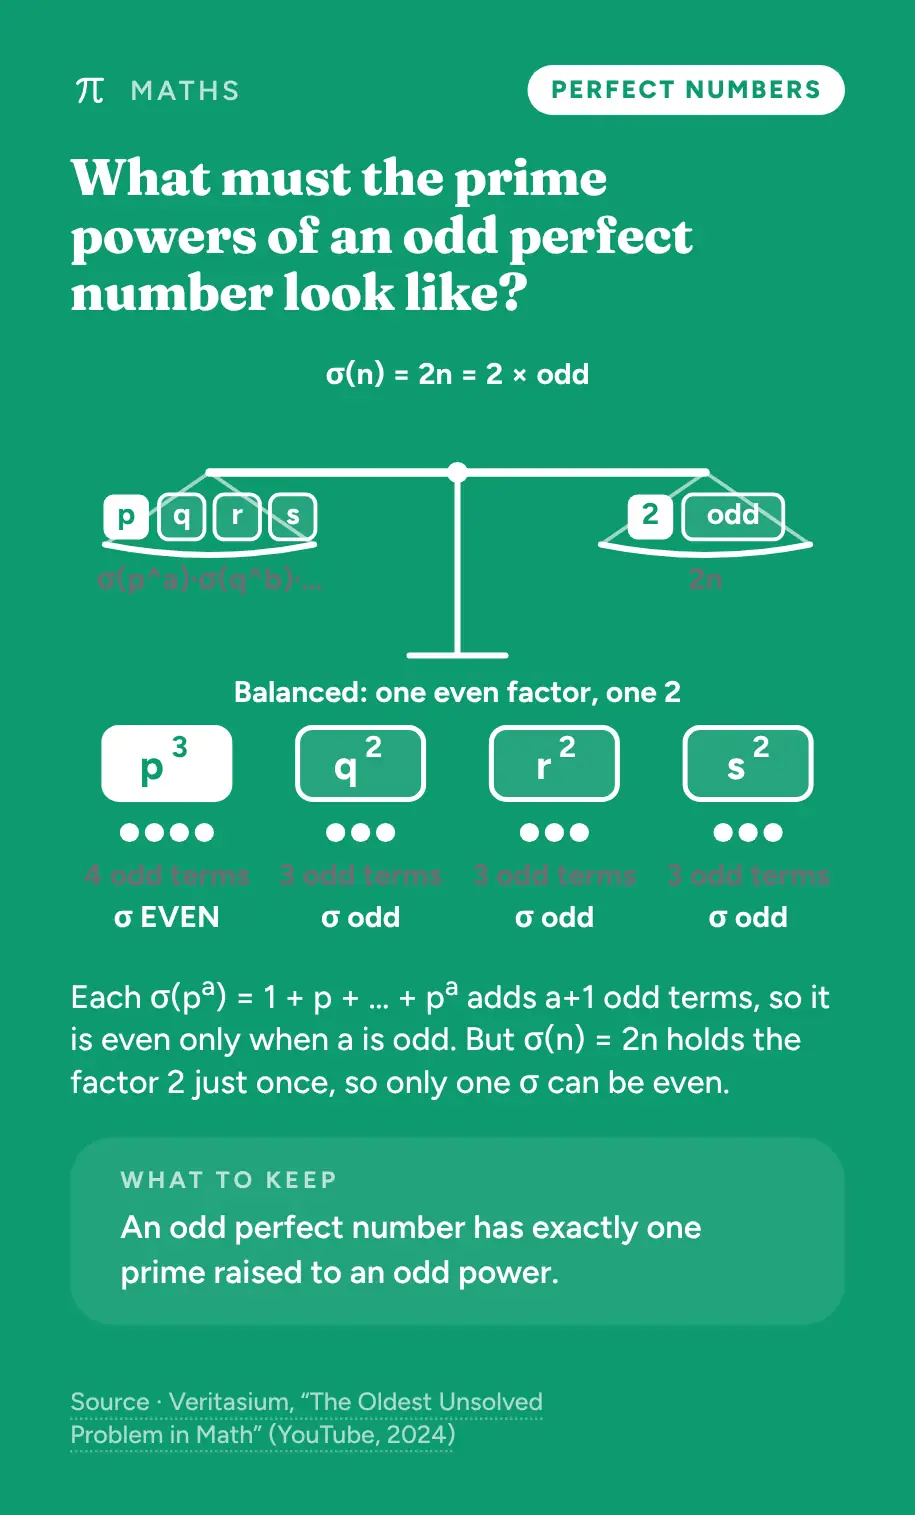 π MATHS
PERFECT NUMBERS
What must the prime
powers of an odd perfect
number look like?
σ(n) = 2n = 2 × odd
p q r s
2 odd
σ(p^a)·σ(q^b)·...
2n
Balanced: one even factor, one 2
p³ q² r² s²
4 odd terms 3 odd terms 3 odd terms 3 odd terms
σ EVEN σ odd σ odd σ odd
Each σ(pᵃ) = 1 + p + ... + pᵃ adds a+1 odd terms, so it
is even only when a is odd. But σ(n) = 2n holds the
factor 2 just once, so only one σ can be even.
WHAT TO KEEP
An odd perfect number has exactly one
prime raised to an odd power.
Source · Veritasium, “The Oldest Unsolved
Problem in Math” (YouTube, 2024)